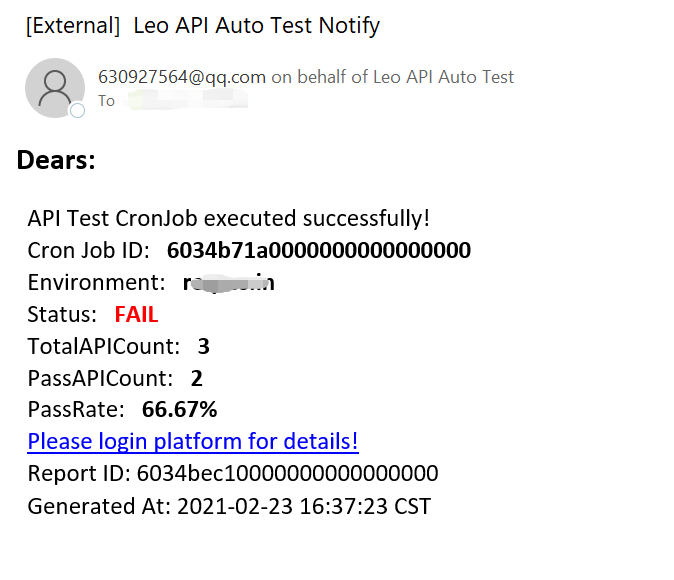 [External] Leo API Auto Test Notify
630927564@qq.com on behalf of Leo API Auto Test
To
Dears:
API Test CronJob executed successfully!
Cron Job ID: 6034b71a0000000000000000
Environment:
Status: FAIL
TotalAPICount: 3
PassAPICount: 2
PassRate: 66.67%
Please login platform for details!
Report ID: 6034bec10000000000000000
Generated At: 2021-02-23 16:37:23 CST